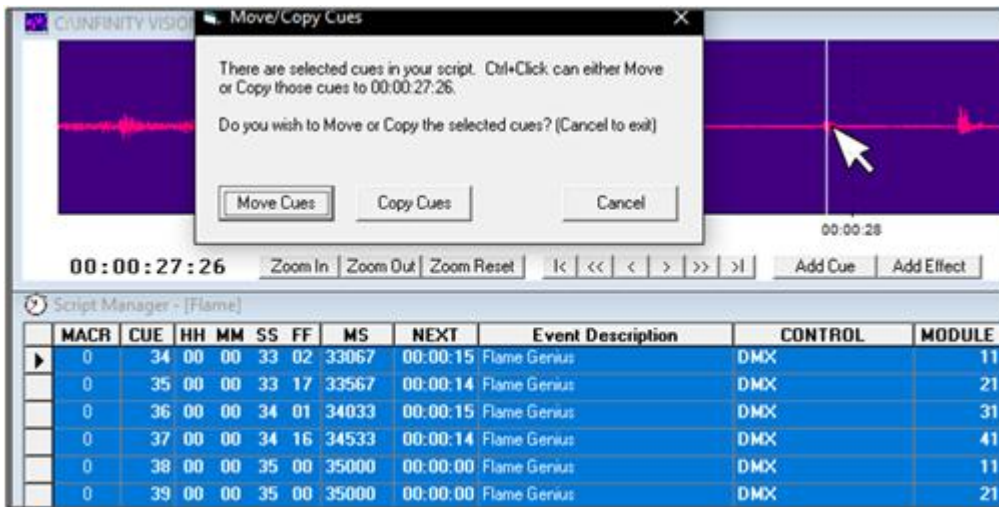 C:\INFINITY VISION
Move/Copy Cues
There are selected cues in your script. Ctrl+Click can either Move
or Copy those cues to 00:00:27:26.
Do you wish to Move or Copy the selected cues? (Cancel to exit)
Move Cues Copy Cues Cancel
00:00:28
00:00:27:26 Zoom In Zoom Out Zoom Reset |< << < > >> >| Add Cue Add Effect
Script Manager - [Flame]
MACR CUE HH MM SS FF MS NEXT Event Description CONTROL MODULE
0 34 00 00 33 02 33067 00:00:15 Flame Genius DMX 11
0 35 00 00 33 17 33567 00:00:14 Flame Genius DMX 21
0 36 00 00 34 01 34033 00:00:15 Flame Genius DMX 31
0 37 00 00 34 16 34533 00:00:14 Flame Genius DMX 41
0 38 00 00 35 00 35000 00:00:00 Flame Genius DMX 11
0 39 00 00 35 00 35000 00:00:00 Flame Genius DMX 21